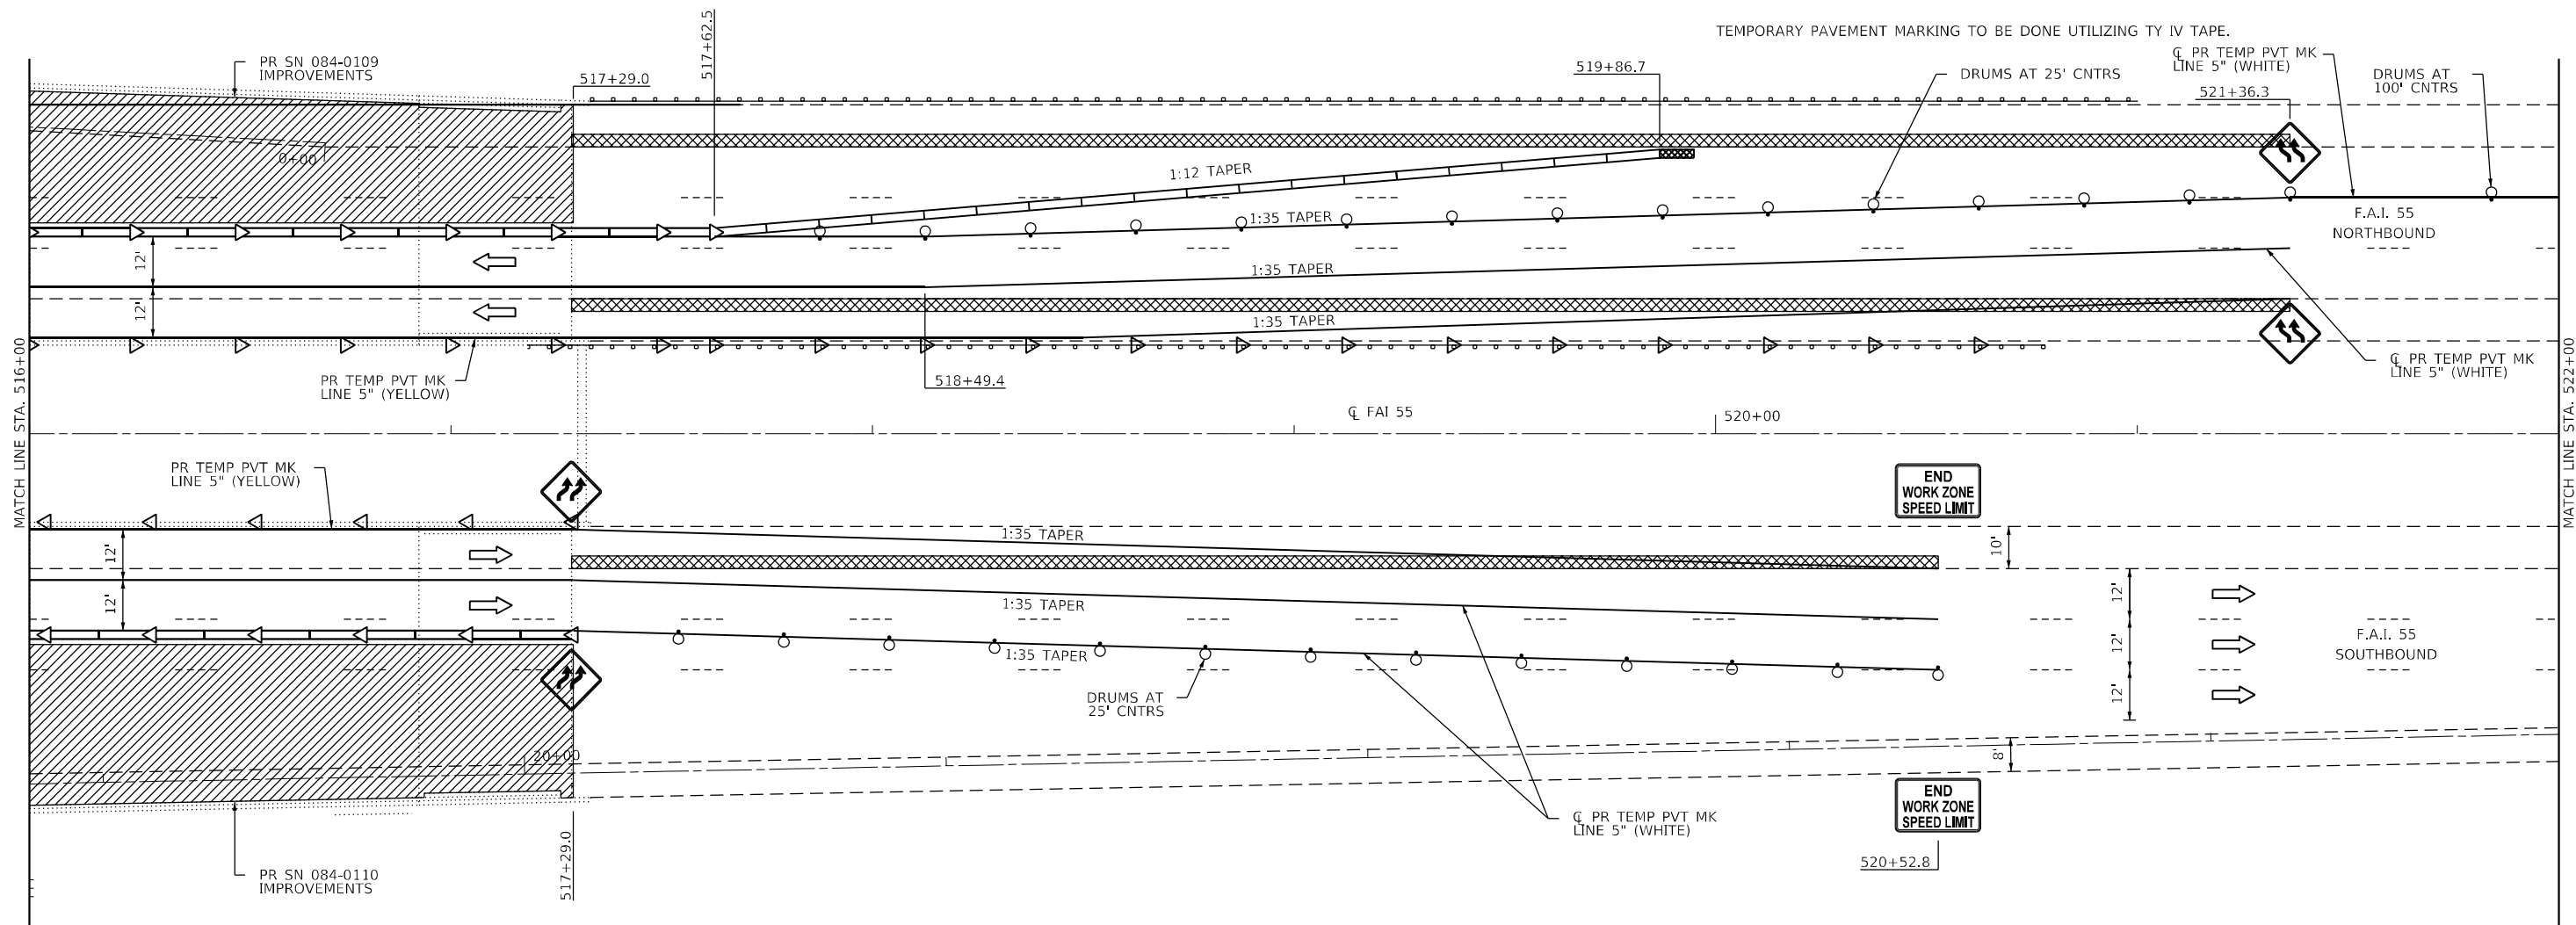 TEMPORARY PAVEMENT MARKING TO BE DONE UTILIZING TY IV TAPE.
PR SN 084-0109
IMPROVEMENTS
517+29.0
517+62.5
519+86.7
DRUMS AT 25' CNTRS
℄ PR TEMP PVT MK
LINE 5" (WHITE)
521+36.3
DRUMS AT
100' CNTRS
0+00
1:12 TAPER
1:35 TAPER
F.A.I. 55
NORTHBOUND
12'
1:35 TAPER
12'
1:35 TAPER
PR TEMP PVT MK
LINE 5" (YELLOW)
518+49.4
℄ PR TEMP PVT MK
LINE 5" (WHITE)
MATCH LINE STA. 516+00
MATCH LINE STA. 522+00
℄ FAI 55
520+00
PR TEMP PVT MK
LINE 5" (YELLOW)
END
WORK ZONE
SPEED LIMIT
1:35 TAPER
12'
10'
12'
1:35 TAPER
12'
12'
12'
1:35 TAPER
F.A.I. 55
SOUTHBOUND
DRUMS AT
25' CNTRS
20+00
8'
END
WORK ZONE
SPEED LIMIT
℄ PR TEMP PVT MK
LINE 5" (WHITE)
517+29.0
520+52.8
PR SN 084-0110
IMPROVEMENTS